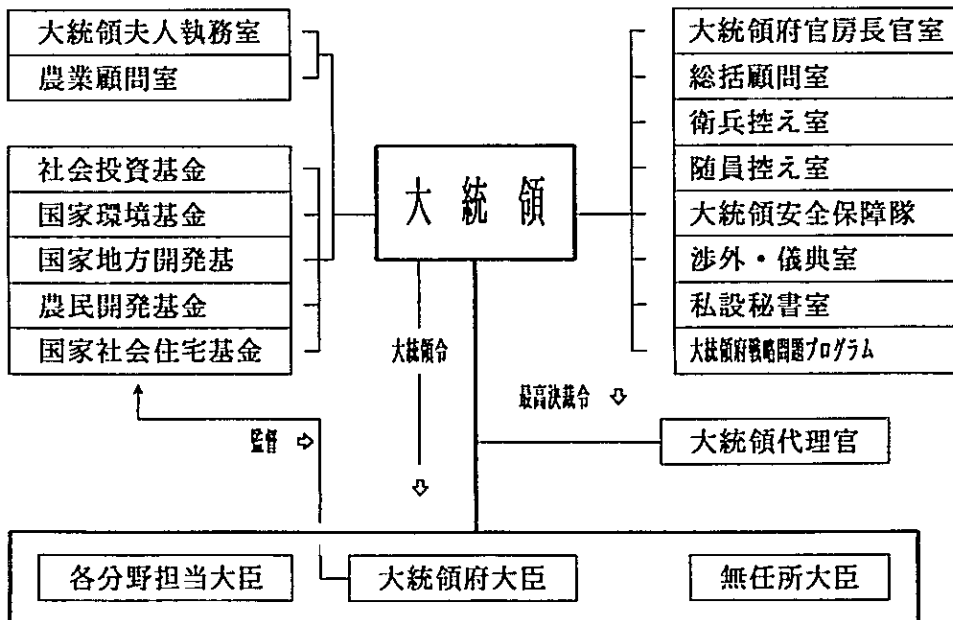 大統領夫人執務室
農業顧問室
社会投資基金
国家環境基金
国家地方開発基
農民開発基金
国家社会住宅基金
大統領
大統領府官房長官室
総括顧問室
衛兵控え室
随員控え室
大統領安全保障隊
渉外・儀典室
私設秘書室
大統領府戦略問題プログラム
大統領令
最高決裁令
監督
大統領代理官
各分野担当大臣
大統領府大臣
無任所大臣